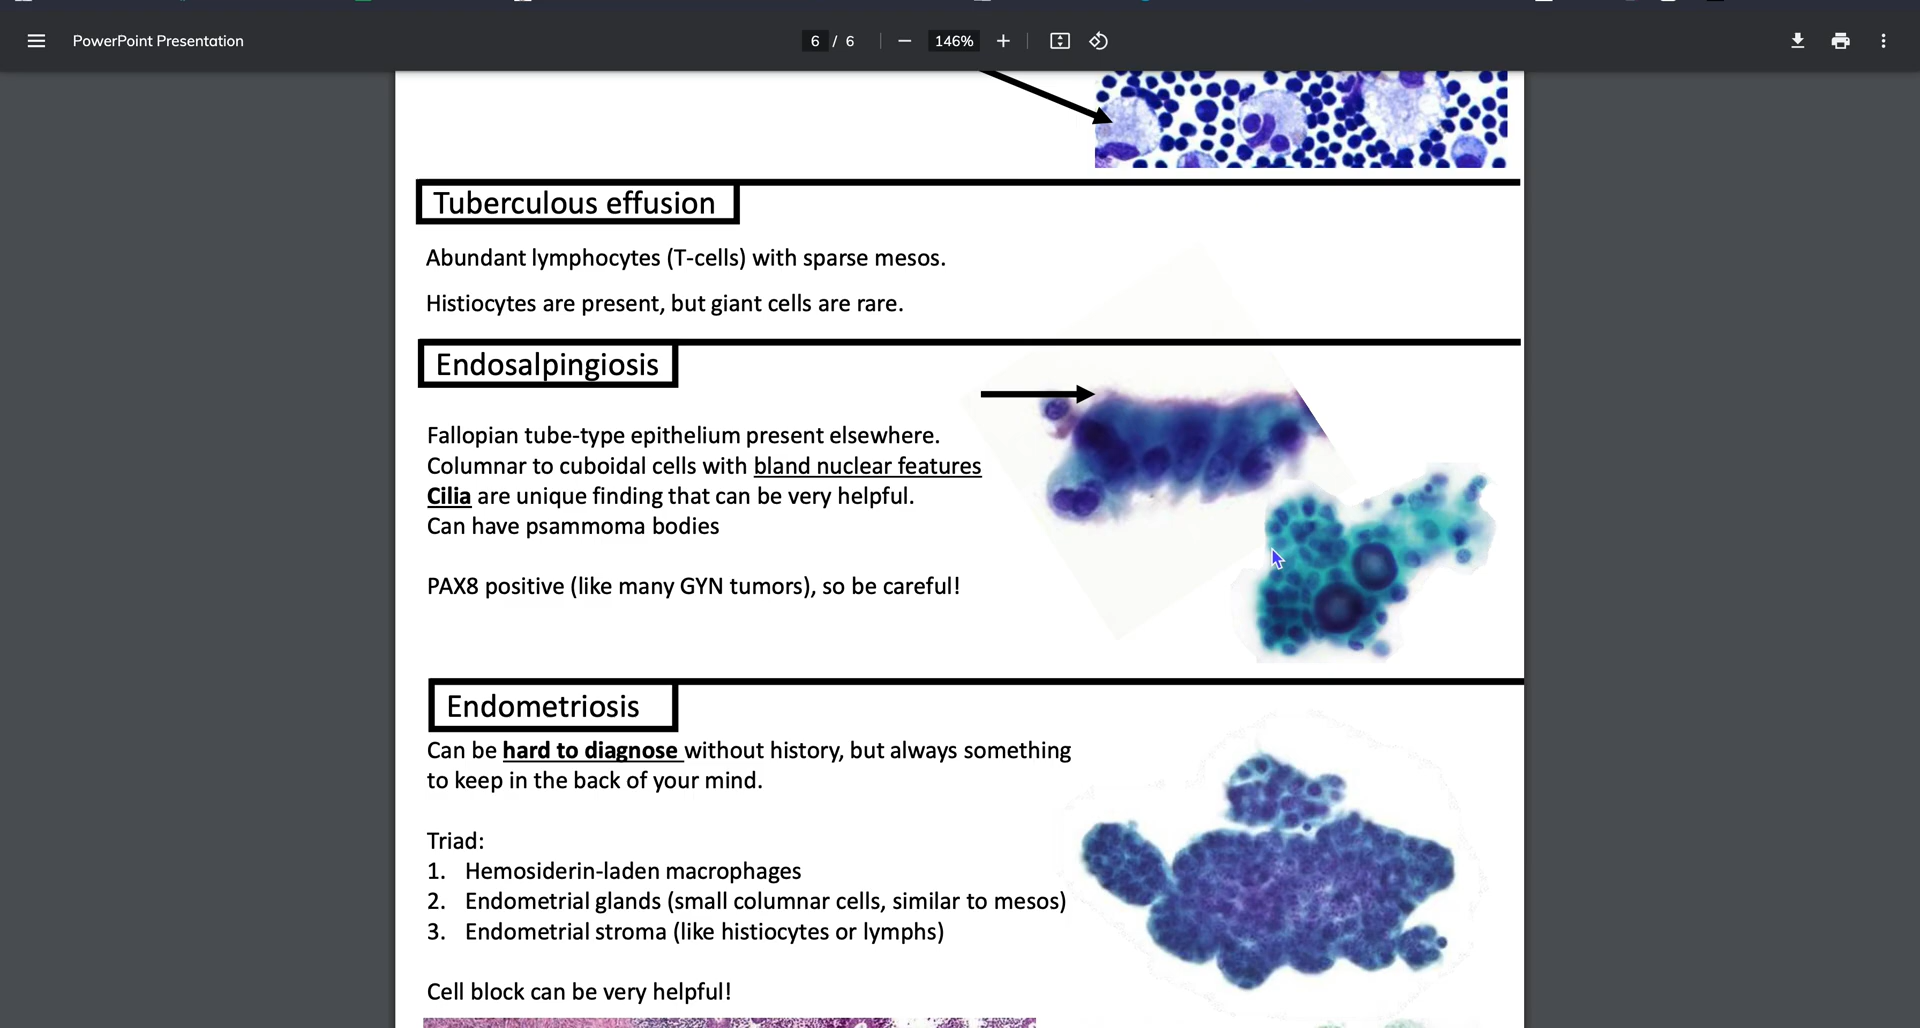 PowerPoint Presentation
6 / 6
146%
Tuberculous effusion
Abundant lymphocytes (T-cells) with sparse mesos.
Histiocytes are present, but giant cells are rare.
Endosalpingiosis
Fallopian tube-type epithelium present elsewhere.
Columnar to cuboidal cells with bland nuclear features
Cilia are unique finding that can be very helpful.
Can have psammoma bodies
PAX8 positive (like many GYN tumors), so be careful!
Endometriosis
Can be hard to diagnose without history, but always something
to keep in the back of your mind.
Triad:
1. Hemosiderin-laden macrophages
2. Endometrial glands (small columnar cells, similar to mesos)
3. Endometrial stroma (like histiocytes or lymphs)
Cell block can be very helpful!